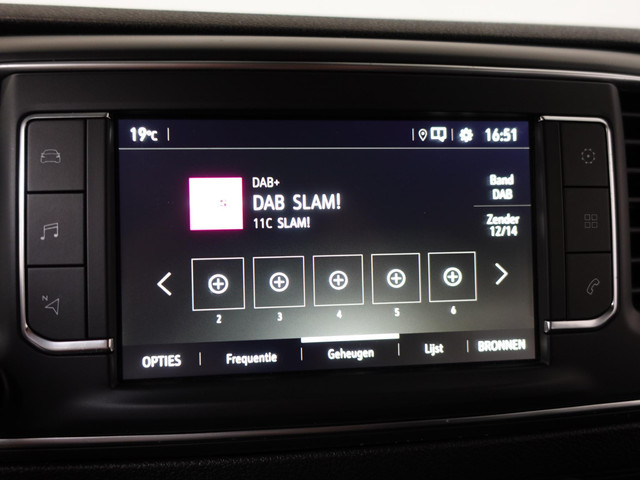 19°C
16:51
DAB+
DAB SLAM!
11C SLAM!
Band
DAB
Zender
12/14
2 3 4 5 6
OPTIES Frequentie Geheugen Lijst BRONNEN
N